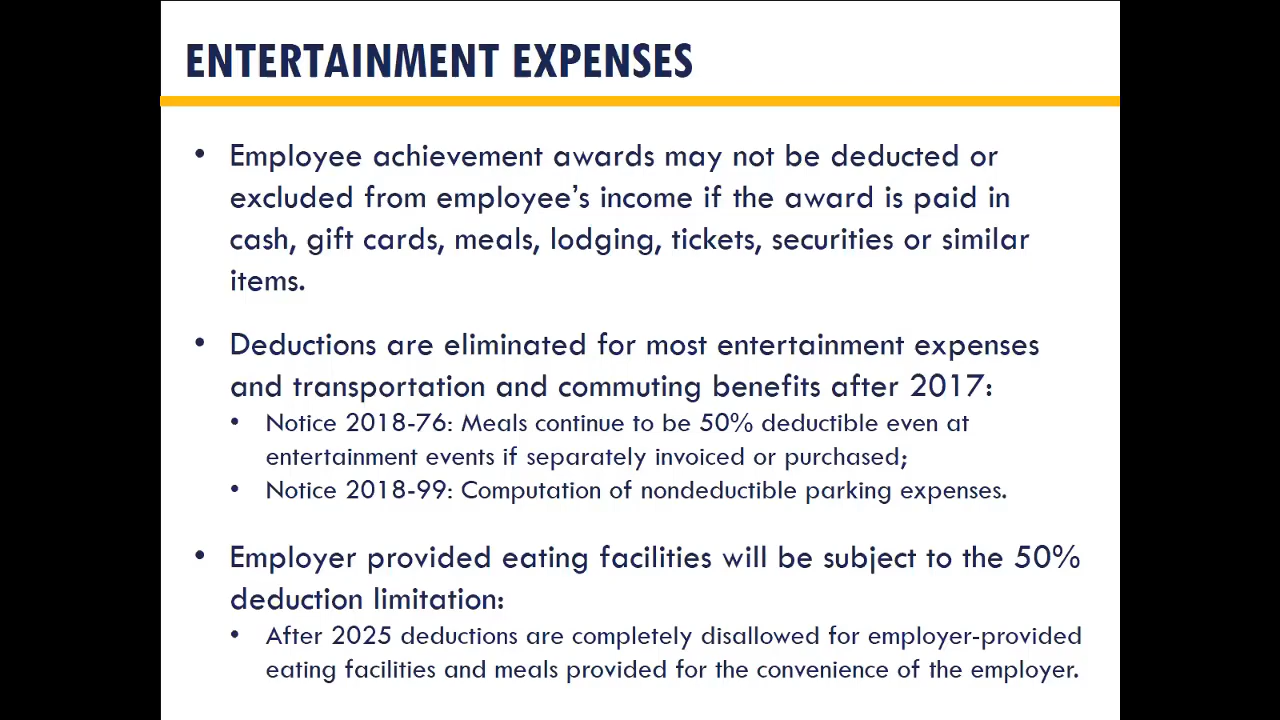 ENTERTAINMENT EXPENSES
• Employee achievement awards may not be deducted or
excluded from employee’s income if the award is paid in
cash, gift cards, meals, lodging, tickets, securities or similar
items.
• Deductions are eliminated for most entertainment expenses
and transportation and commuting benefits after 2017:
• Notice 2018-76: Meals continue to be 50% deductible even at
entertainment events if separately invoiced or purchased;
• Notice 2018-99: Computation of nondeductible parking expenses.
• Employer provided eating facilities will be subject to the 50%
deduction limitation:
• After 2025 deductions are completely disallowed for employer-provided
eating facilities and meals provided for the convenience of the employer.